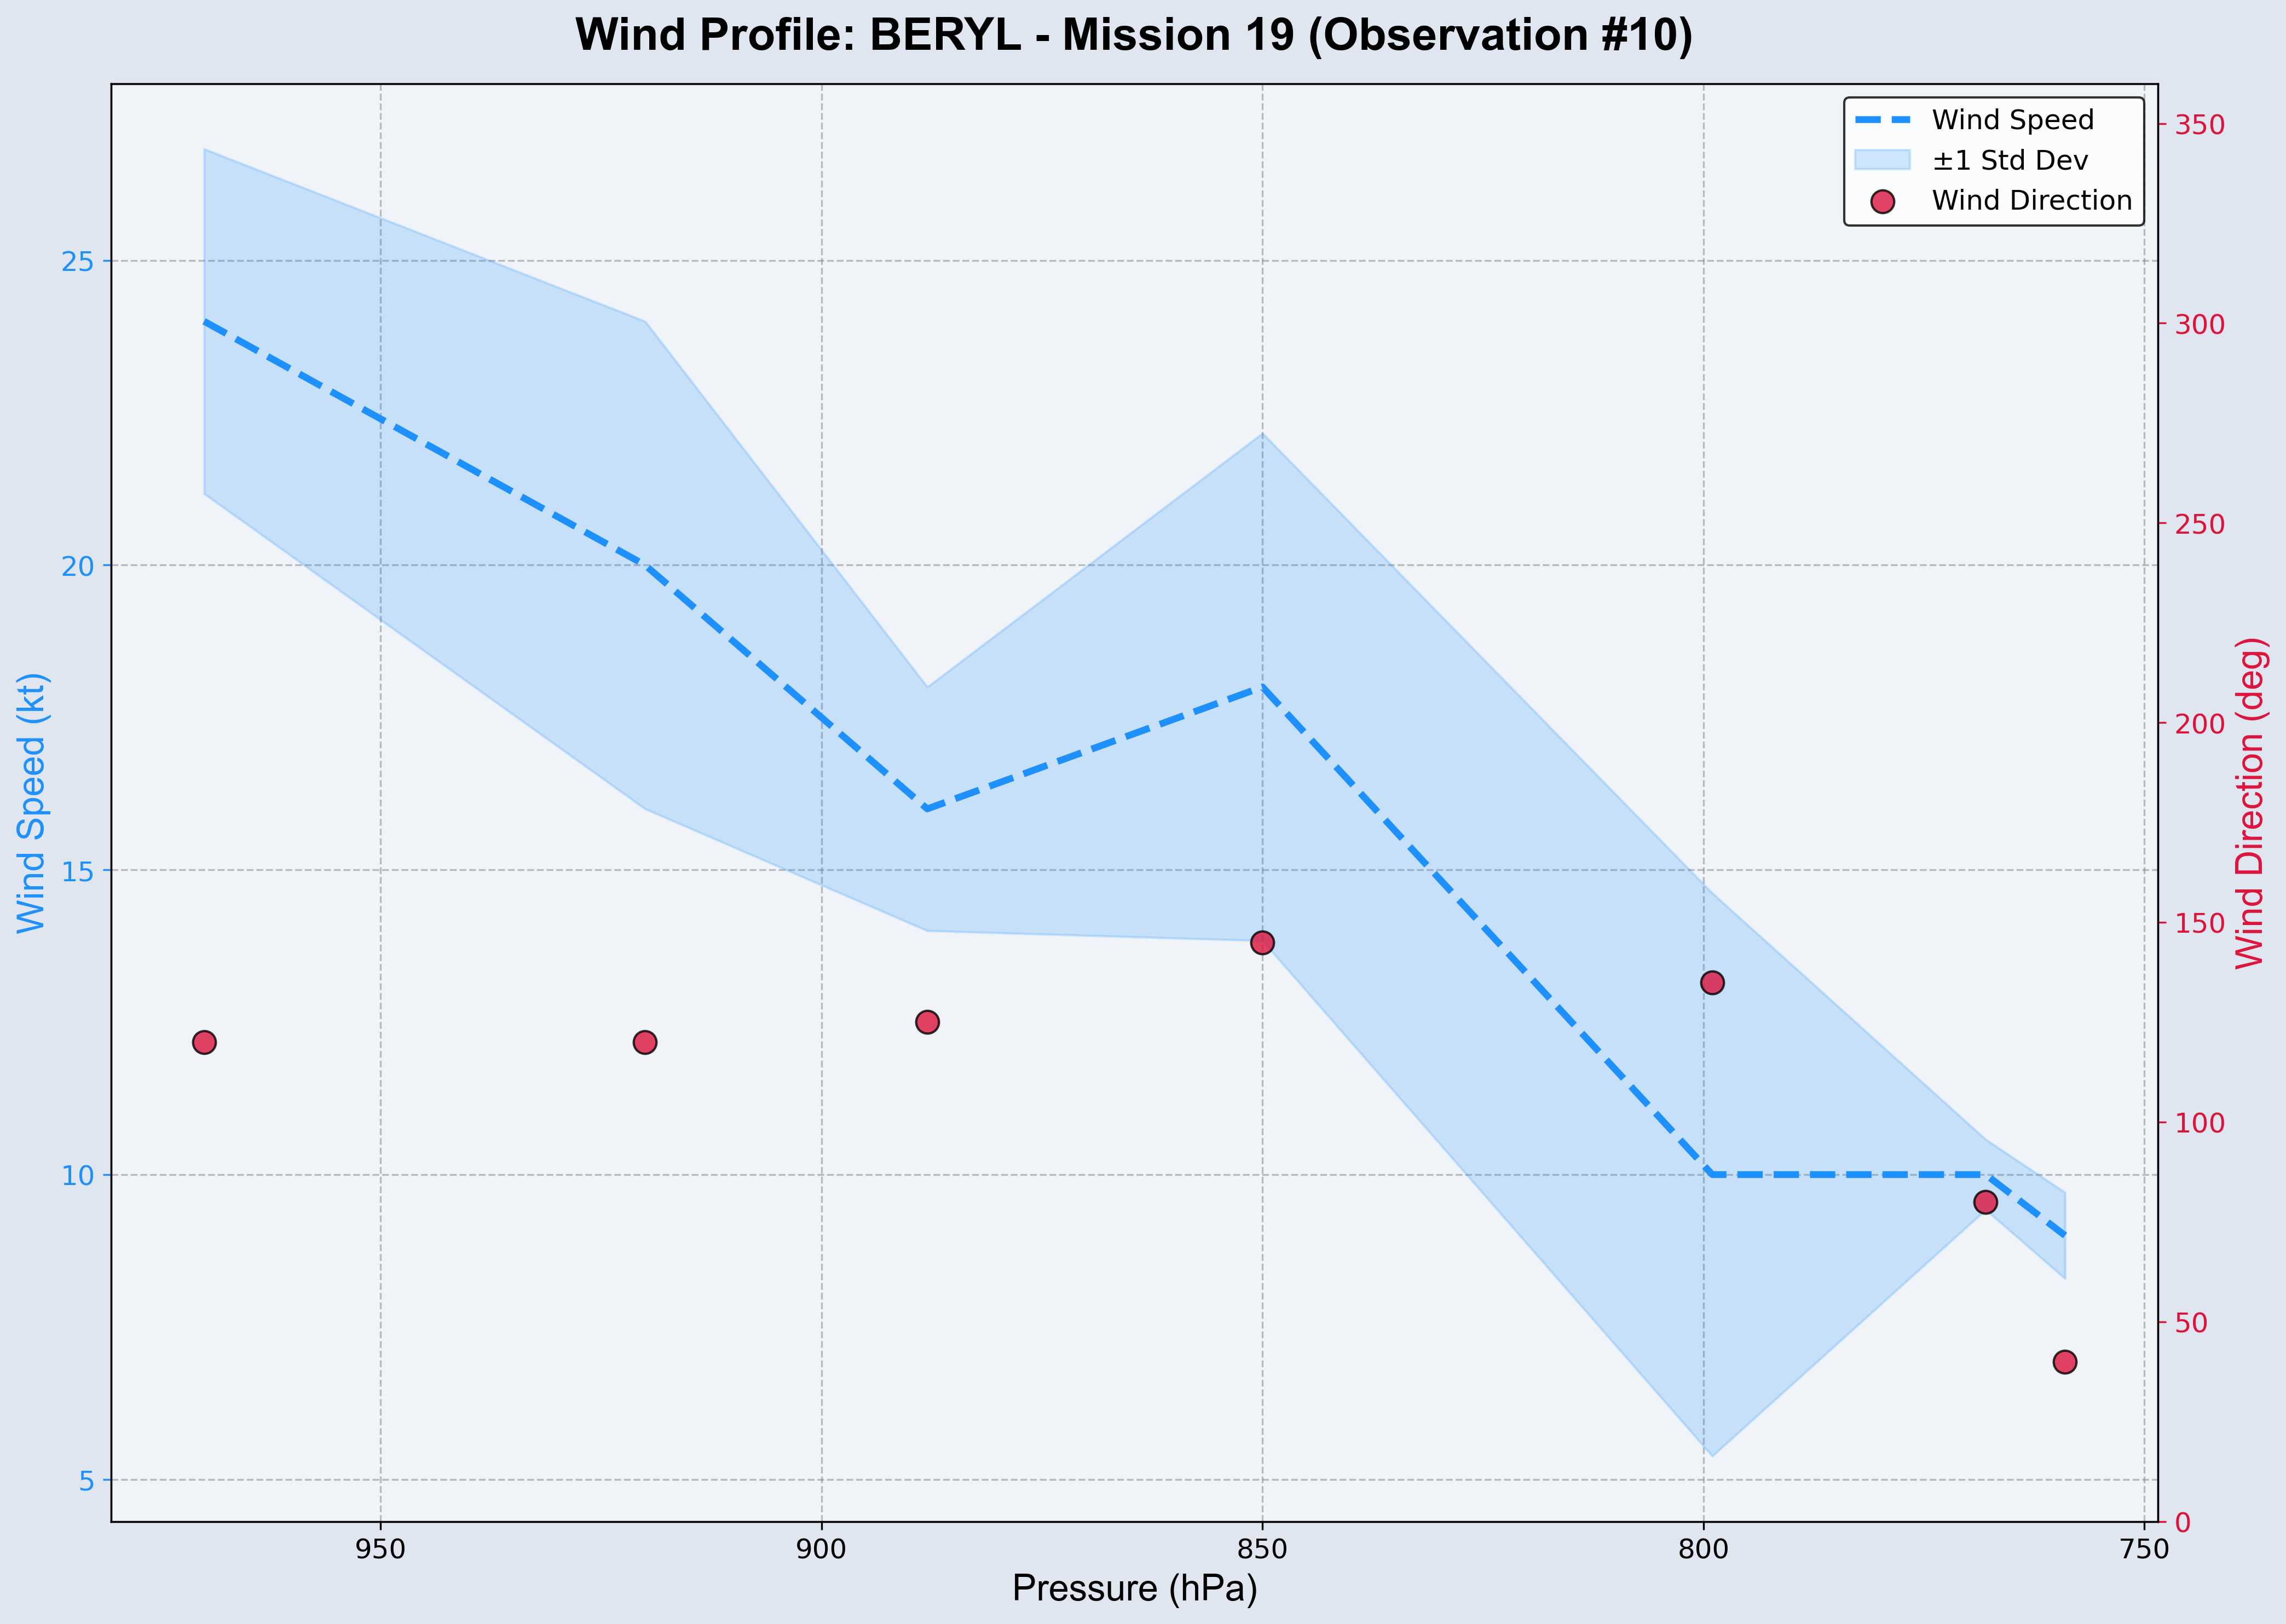 Wind Profile: BERYL - Mission 19 (Observation #10)
Wind Speed
±1 Std Dev
Wind Direction
Wind Speed (kt)
25
20
15
10
5
350
300
250
200
150
100
50
0
Wind Direction (deg)
950
900
850
800
750
Pressure (hPa)